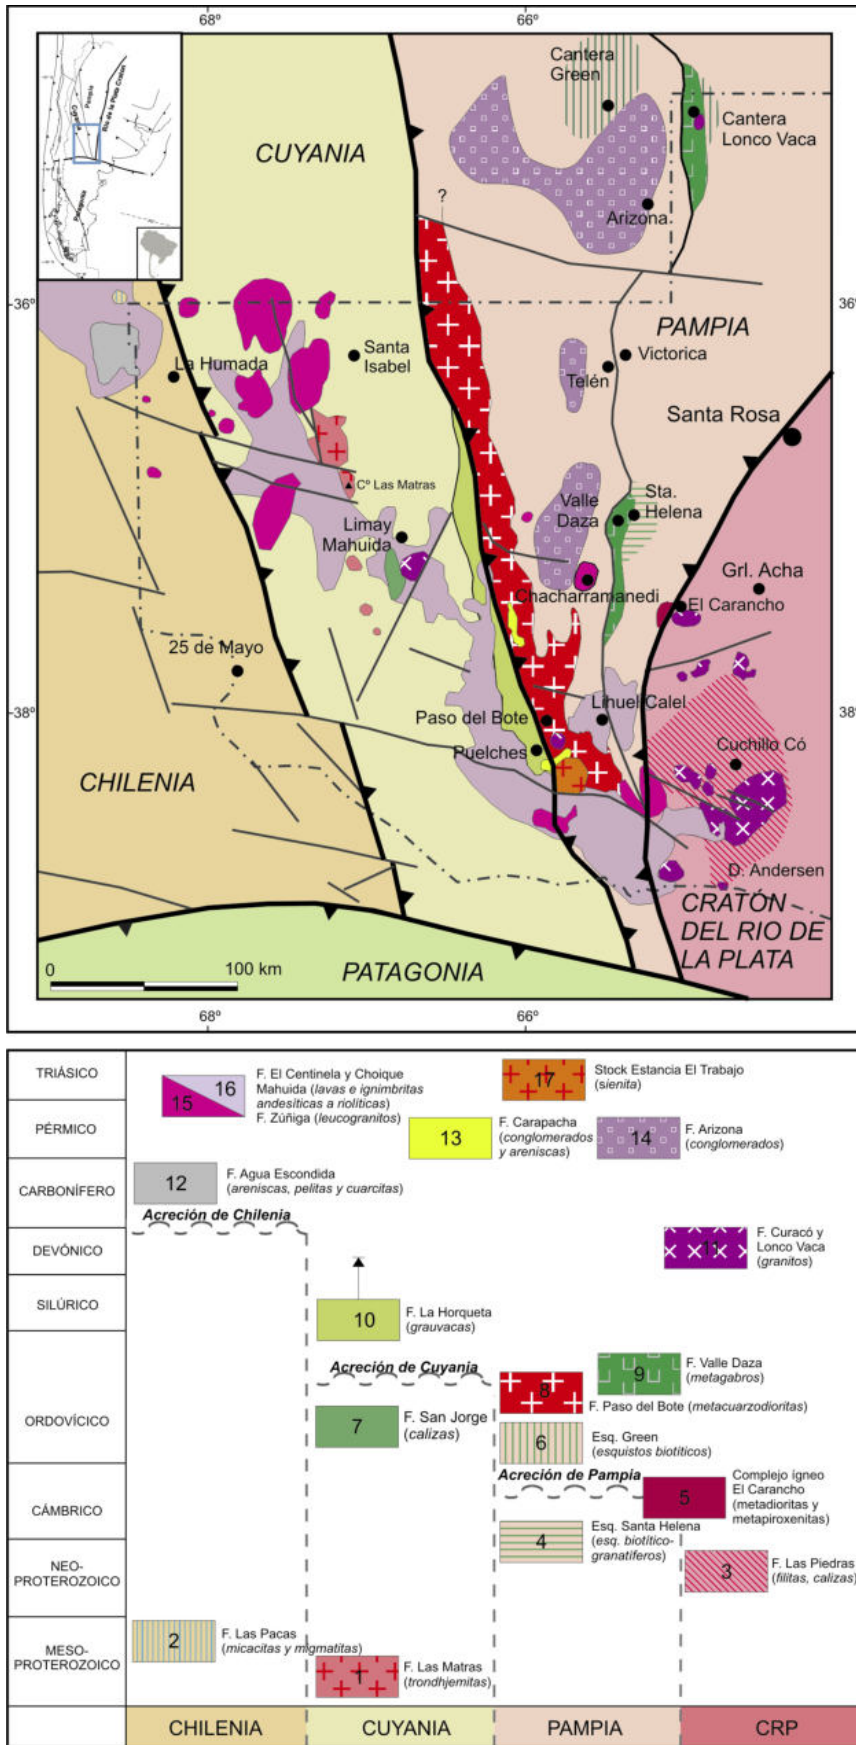 68º
66º
Cuyania
Pampia
Rio de la Plata Craton
Patagonia
Cantera
Green
Cantera
Lonco Vaca
CUYANIA
Arizona
?
-36º
36º
PAMPIA
La Humada
Santa
Isabel
Victorica
Telén
Santa Rosa
Cº Las Matras
Valle
Daza
Sta.
Helena
Limay
Mahuida
Grl. Acha
Chacharramanedi
El Carancho
25 de Mayo
-38º
38º
Paso del Bote
Lihuel Calel
Puelches
Cuchillo Có
CHILENIA
D. Andersen
CRATÓN
DEL RIO DE
LA PLATA
0
100 km
PATAGONIA
68º
66º
TRIÁSICO
15
16
F. El Centinela y Choique
Mahuida (lavas e ignimbritas
andesíticas a riolíticas)
F. Zúñiga (leucogranitos)
17
Stock Estancia El Trabajo
(sienita)
PÉRMICO
13
F. Carapacha
(conglomerados
y areniscas)
14
F. Arizona
(conglomerados)
CARBONÍFERO
12
F. Agua Escondida
(areniscas, pelitas y cuarcitas)
Acreción de Chilenia
DEVÓNICO
11
F. Curacó y
Lonco Vaca
(granitos)
SILÚRICO
10
F. La Horqueta
(grauvacas)
ORDOVÍCICO
Acreción de Cuyania
8
F. Paso del Bote (metacuarzodioritas)
9
F. Valle Daza
(metagabros)
7
F. San Jorge
(calizas)
6
Esq. Green
(esquistos biotíticos)
Acreción de Pampia
CÁMBRICO
5
Complejo ígneo
El Carancho
(metadioritas y
metapiroxenitas)
4
Esq. Santa Helena
(esq. biotítico-
granatíferos)
NEO-
PROTEROZOICO
3
F. Las Piedras
(filitas, calizas)
MESO-
PROTEROZOICO
2
F. Las Pacas
(micacitas y migmatitas)
1
F. Las Matras
(trondhjemitas)
CHILENIA
CUYANIA
PAMPIA
CRP